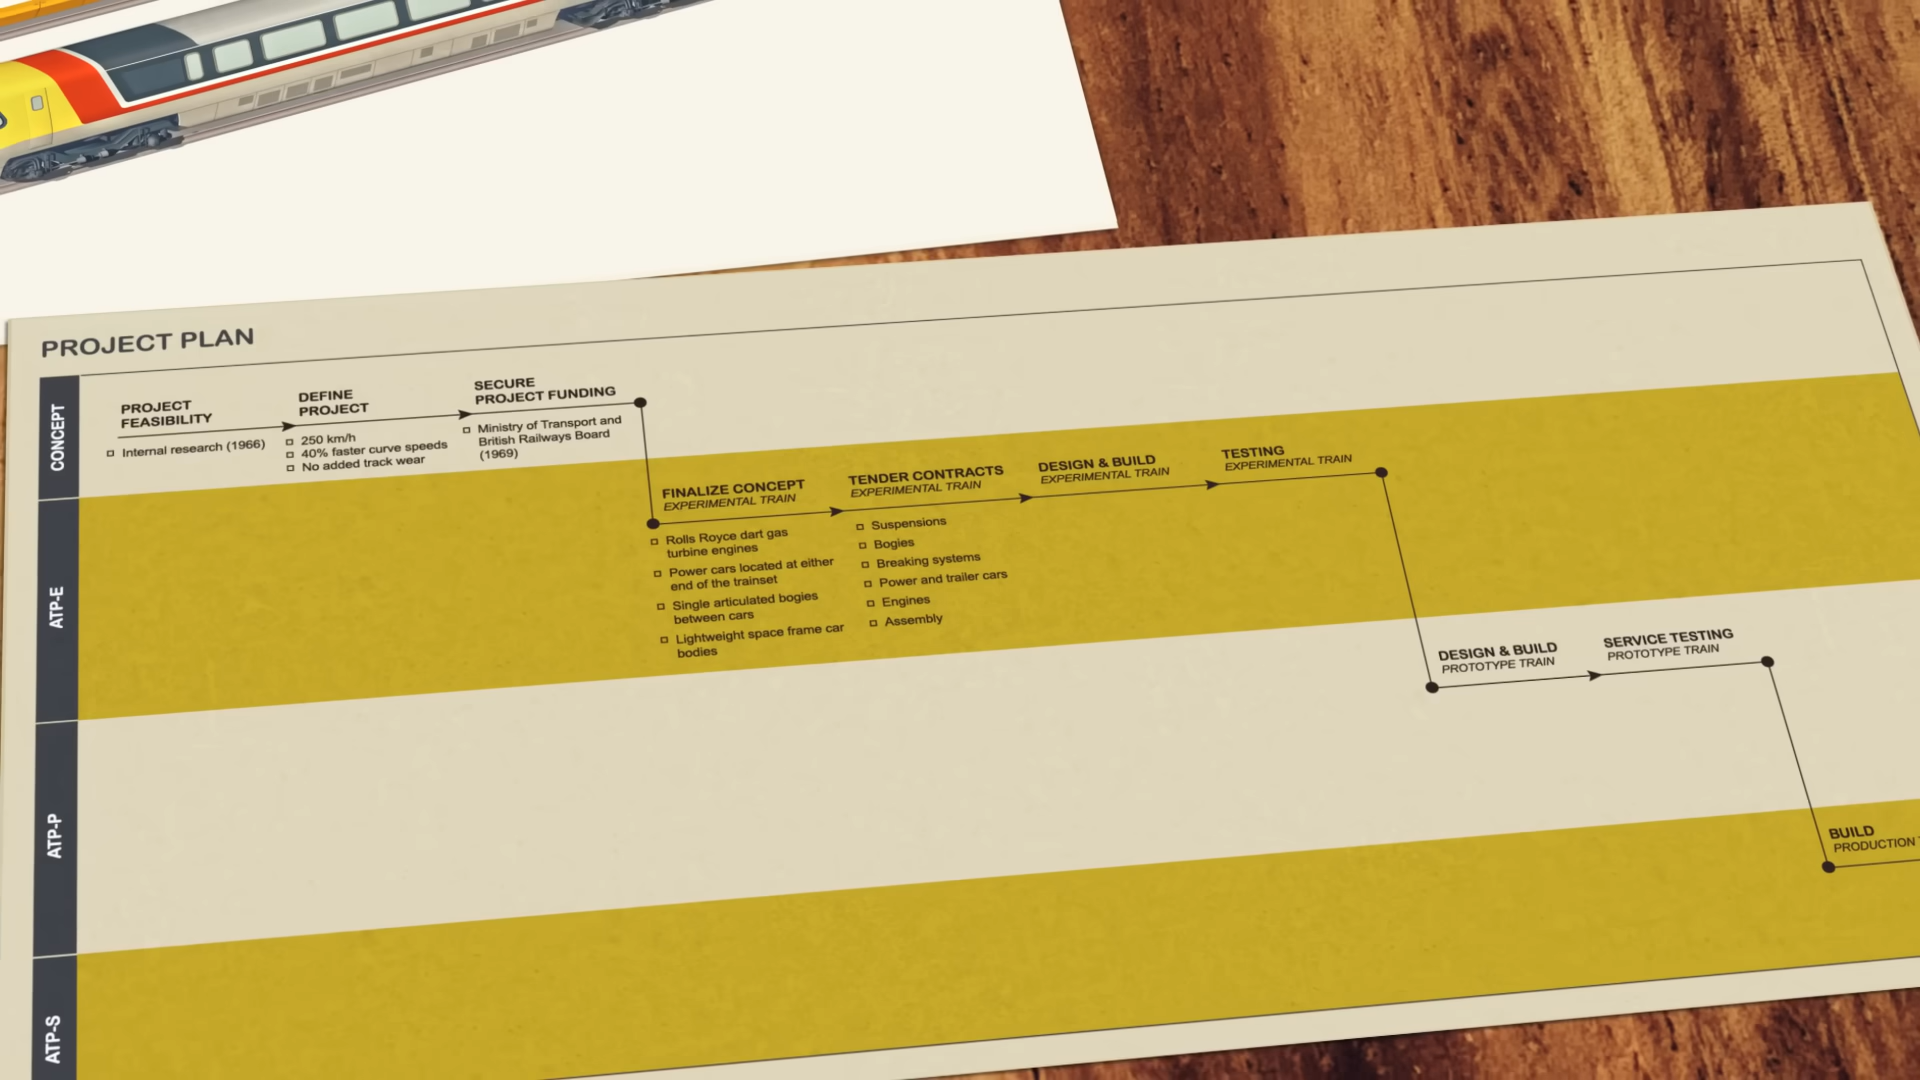 PROJECT PLAN
CONCEPT
PROJECT
FEASIBILITY
Internal research (1966)
DEFINE
PROJECT
250 km/h
40% faster curve speeds
No added track wear
SECURE
PROJECT FUNDING
Ministry of Transport and
British Railways Board
(1969)
ATP-E
FINALIZE CONCEPT
EXPERIMENTAL TRAIN
Rolls Royce dart gas
turbine engines
Power cars located at either
end of the trainset
Single articulated bogies
between cars
Lightweight space frame car
bodies
TENDER CONTRACTS
EXPERIMENTAL TRAIN
Suspensions
Bogies
Breaking systems
Power and trailer cars
Engines
Assembly
DESIGN & BUILD
EXPERIMENTAL TRAIN
TESTING
EXPERIMENTAL TRAIN
ATP-P
DESIGN & BUILD
PROTOTYPE TRAIN
SERVICE TESTING
PROTOTYPE TRAIN
ATP-S
BUILD
PRODUCTION